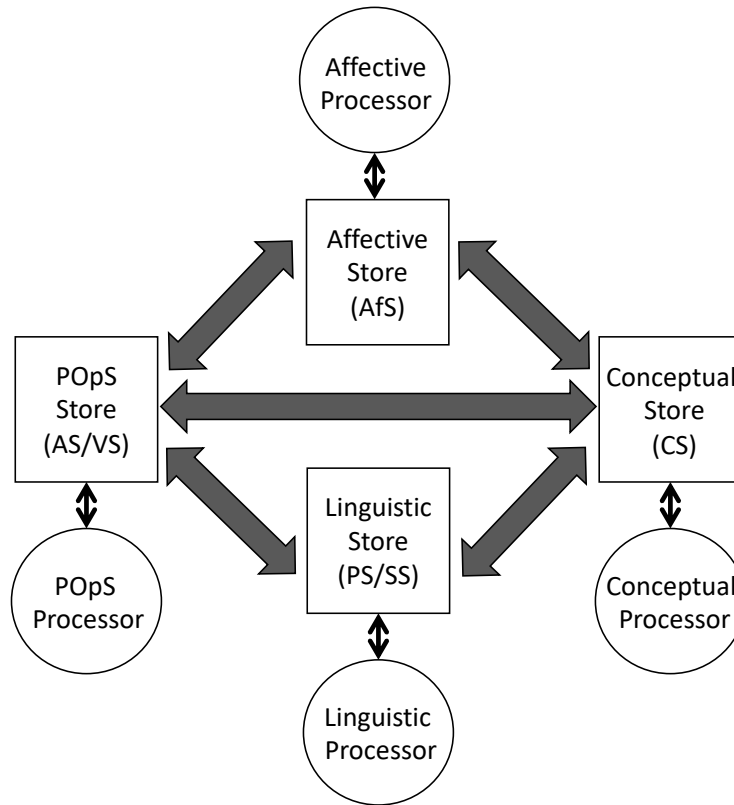 Affective
Processor
Affective
Store
(AfS)
POpS
Store
(AS/VS)
Conceptual
Store
(CS)
Linguistic
Store
(PS/SS)
POpS
Processor
Conceptual
Processor
Linguistic
Processor